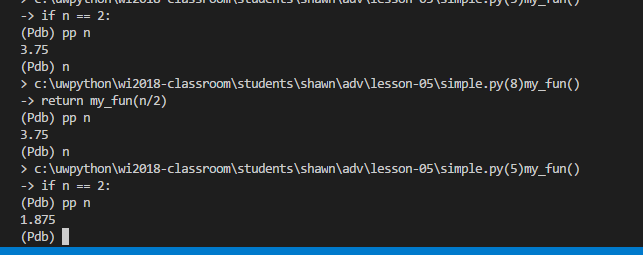 > c:\uwpython\wi2018-classroom\students\shawn\adv\lesson-05\simple.py(5)my_fun()
-> if n == 2:
(Pdb) pp n
3.75
(Pdb) n
> c:\uwpython\wi2018-classroom\students\shawn\adv\lesson-05\simple.py(8)my_fun()
-> return my_fun(n/2)
(Pdb) pp n
3.75
(Pdb) n
> c:\uwpython\wi2018-classroom\students\shawn\adv\lesson-05\simple.py(5)my_fun()
-> if n == 2:
(Pdb) pp n
1.875
(Pdb)